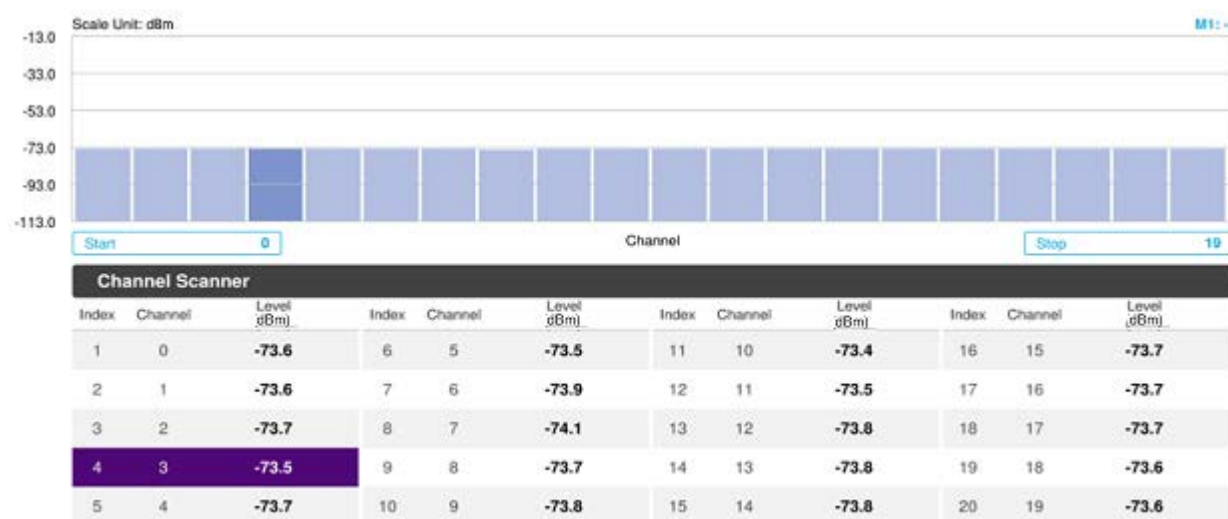 Scale Unit: dBm M1: -
-13.0
-33.0
-53.0
-73.0
-93.0
-113.0
Start 0 Channel Stop 19
Channel Scanner
Index Channel Level (dBm) Index Channel Level (dBm) Index Channel Level (dBm) Index Channel Level (dBm)
1 0 -73.6 6 5 -73.5 11 10 -73.4 16 15 -73.7
2 1 -73.6 7 6 -73.9 12 11 -73.5 17 16 -73.7
3 2 -73.7 8 7 -74.1 13 12 -73.8 18 17 -73.7
4 3 -73.5 9 8 -73.7 14 13 -73.8 19 18 -73.6
5 4 -73.7 10 9 -73.8 15 14 -73.8 20 19 -73.6